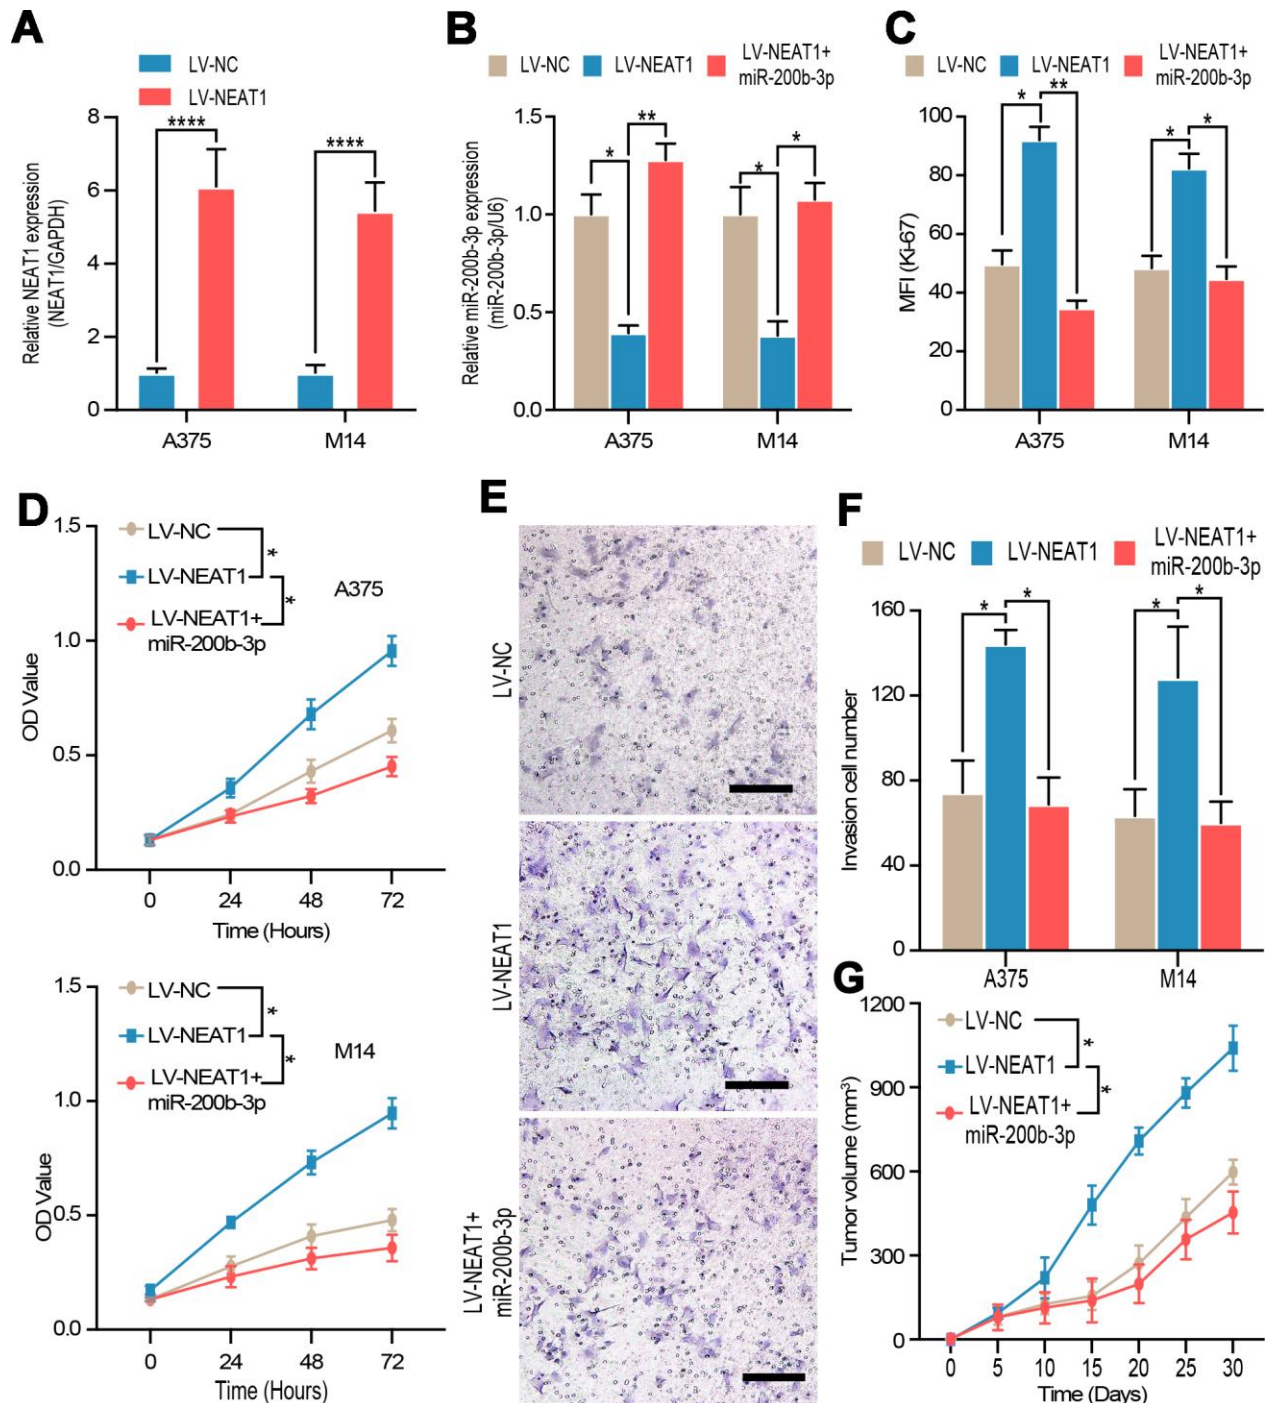 A
LV-NC
LV-NEAT1
Relative NEAT1 expression
(NEAT1/GAPDH)
8
6
4
2
0
****
****
A375
M14
B
LV-NC
LV-NEAT1
LV-NEAT1+
miR-200b-3p
Relative miR-200b-3p expression
(miR-200b-3p/U6)
1.5
1.0
0.5
0.0
*
**
*
*
A375
M14
C
LV-NC
LV-NEAT1
LV-NEAT1+
miR-200b-3p
MFI (Ki-67)
100
80
60
40
20
0
*
**
*
*
A375
M14
D
LV-NC
LV-NEAT1
LV-NEAT1+
miR-200b-3p
*
*
A375
OD Value
1.5
1.0
0.5
0.0
0 24 48 72
Time (Hours)
LV-NC
LV-NEAT1
LV-NEAT1+
miR-200b-3p
*
*
M14
OD Value
1.5
1.0
0.5
0.0
0 24 48 72
Time (Hours)
E
LV-NC
LV-NEAT1
LV-NEAT1+
miR-200b-3p
F
LV-NC
LV-NEAT1
LV-NEAT1+
miR-200b-3p
Invasion cell number
160
120
80
40
0
*
*
*
*
A375
M14
G
LV-NC
LV-NEAT1
LV-NEAT1+
miR-200b-3p
*
*
Tumor volume (mm³)
1200
900
600
300
0
0 5 10 15 20 25 30
Time (Days)